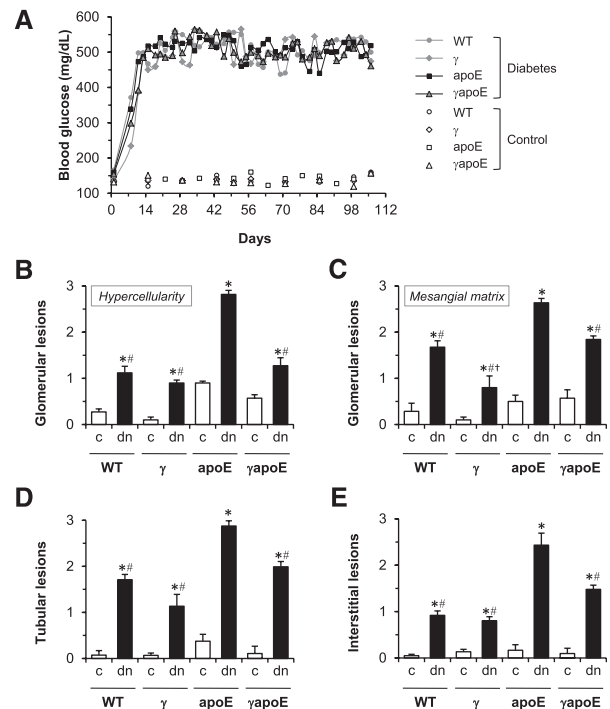 A
Blood glucose (mg/dL)
600
500
400
300
200
100
0 14 28 42 56 70 84 98 112
Days
WT
γ
apoE
γapoE
Diabetes
WT
γ
apoE
γapoE
Control
B
Hypercellularity
Glomerular lesions
3
2
1
0
*#
*#
*
*#
c dn c dn c dn c dn
WT γ apoE γapoE
C
Mesangial matrix
Glomerular lesions
3
2
1
0
*#
*#†
*
*#
c dn c dn c dn c dn
WT γ apoE γapoE
D
Tubular lesions
3
2
1
0
*#
*#
*
*#
c dn c dn c dn c dn
WT γ apoE γapoE
E
Interstitial lesions
3
2
1
0
*#
*#
*
*#
c dn c dn c dn c dn
WT γ apoE γapoE